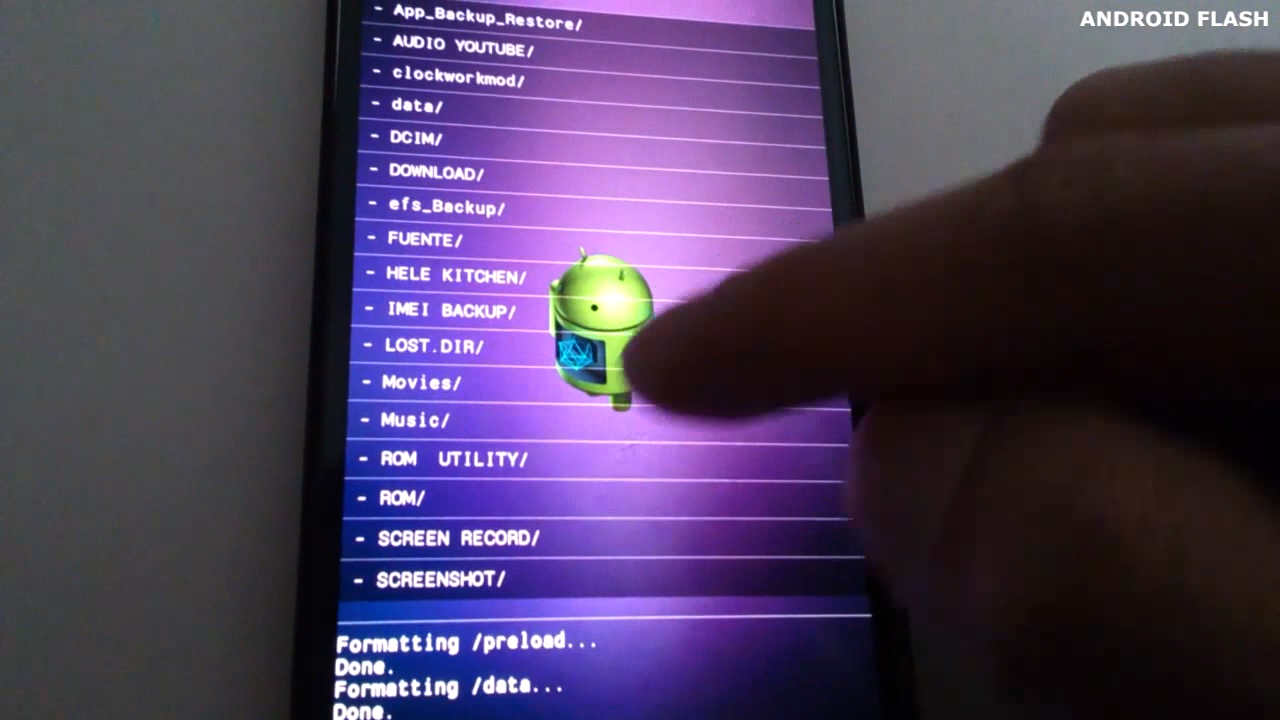 ANDROID FLASH
- App_Backup_Restore/
- AUDIO YOUTUBE/
- clockworkmod/
- data/
- DCIM/
- DOWNLOAD/
- efs_Backup/
- FUENTE/
- HELE KITCHEN/
- IMEI BACKUP/
- LOST.DIR/
- Movies/
- Music/
- ROM  UTILITY/
- ROM/
- SCREEN RECORD/
- SCREENSHOT/
Formatting /preload...
Done.
Formatting /data...
Done.